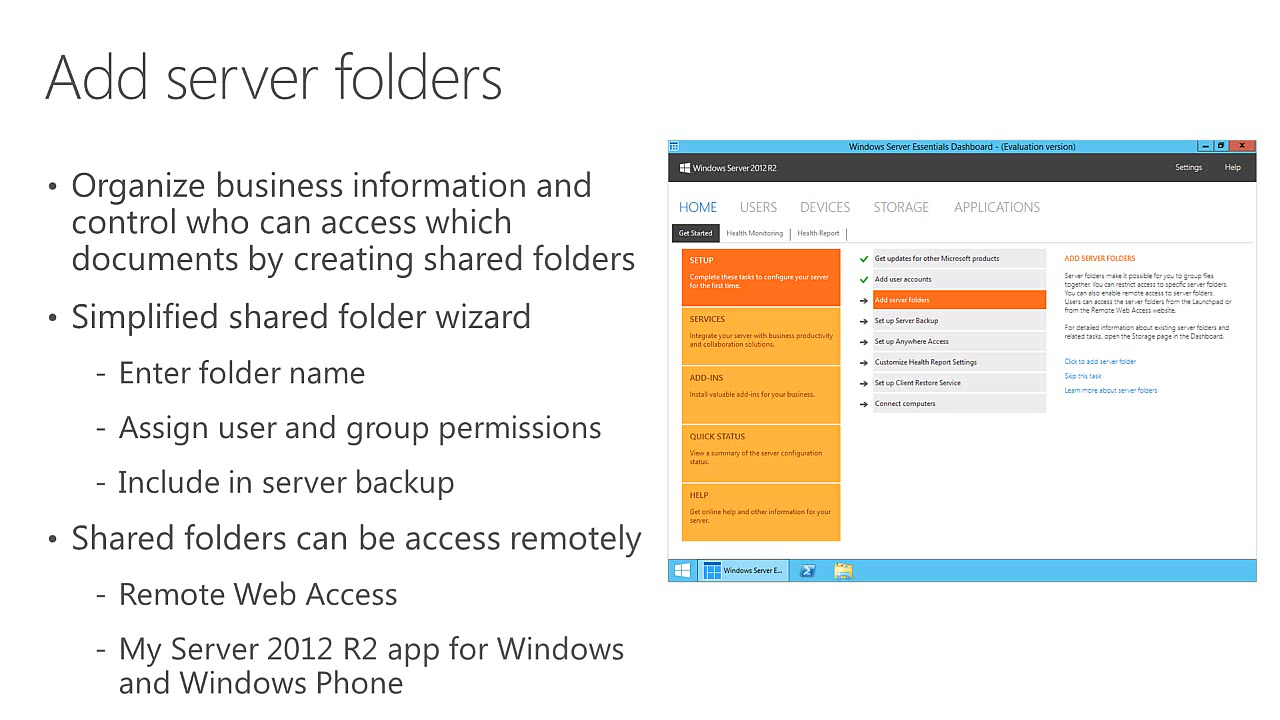 Add server folders
• Organize business information and
control who can access which
documents by creating shared folders
• Simplified shared folder wizard
- Enter folder name
- Assign user and group permissions
- Include in server backup
• Shared folders can be access remotely
- Remote Web Access
- My Server 2012 R2 app for Windows
and Windows Phone
Windows Server Essentials Dashboard - (Evaluation version)
Windows Server 2012 R2
Settings
Help
HOME USERS DEVICES STORAGE APPLICATIONS
Get Started Health Monitoring Health Report
SETUP
Complete these tasks to configure your server
for the first time.
SERVICES
Integrate your server with business productivity
and collaboration solutions.
ADD-INS
Install valuable add-ins for your business.
QUICK STATUS
View a summary of the server configuration
status.
HELP
Get online help and other information for your
server.
Get updates for other Microsoft products
Add user accounts
Add server folders
Set up Server Backup
Set up Anywhere Access
Customize Health Report Settings
Set up Client Restore Service
Connect computers
ADD SERVER FOLDERS
Server folders make it possible for you to group files
together. You can restrict access to specific server folders.
You can also enable remote access to server folders.
Users can access the server folders from the Launchpad or
from the Remote Web Access website.
For detailed information about existing server folders and
related tasks, open the Storage page in the Dashboard.
Click to add server folder
Skip this task
Learn more about server folders
Windows Server E...